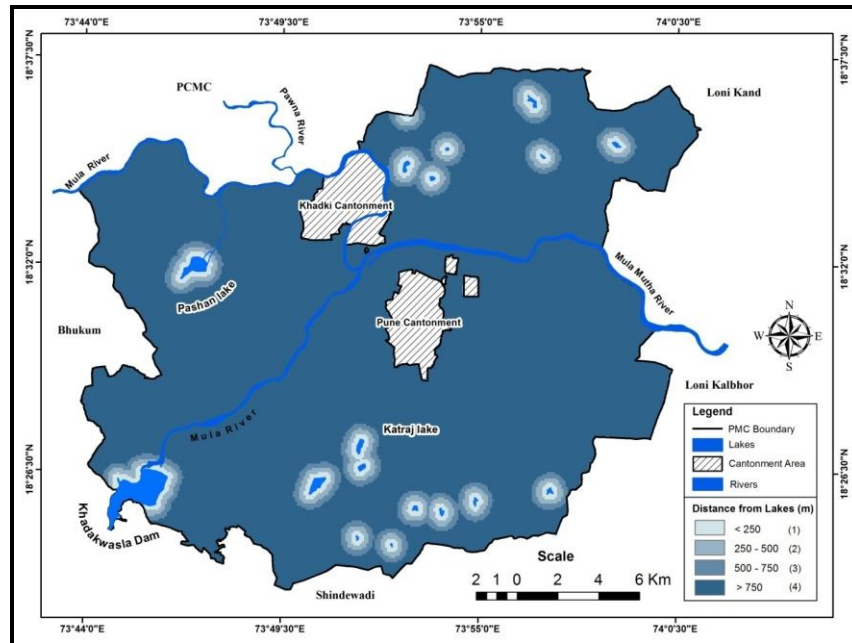 73°44'0"E 73°49'30"E 73°55'0"E 74°0'30"E
18°37'30"N
18°37'30"N
PCMC
Pawna River
Loni Kand
Mula River
Khadki Cantonment
18°32'0"N
18°32'0"N
Pashan lake
Mula Mutha River
Bhukum
Pune Cantonment
N
W E
S
Loni Kalbhor
Katraj lake
Mula River
18°26'30"N
18°26'30"N
Khadakwasla Dam
Shindewadi
Scale
2 1 0 2 4 6 Km
Legend
PMC Boundary
Lakes
Cantonment Area
Rivers
Distance from Lakes (m)
< 250 (1)
250 - 500 (2)
500 - 750 (3)
> 750 (4)
73°44'0"E 73°49'30"E 73°55'0"E 74°0'30"E